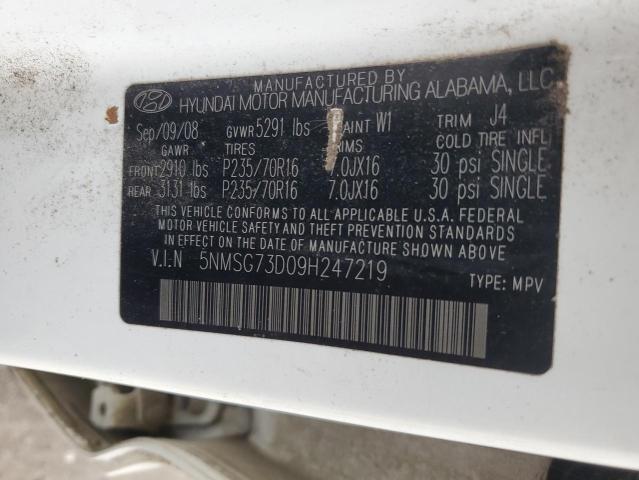 MANUFACTURED BY
HYUNDAI MOTOR MANUFACTURING ALABAMA, LLC
Sep/09/08 GVWR 5291 lbs PAINT W1 TRIM J4
GAWR TIRES RIMS COLD TIRE INFL
FRONT 2910 lbs P235/70R16 7.0JX16 30 psi SINGLE
REAR 3131 lbs P235/70R16 7.0JX16 30 psi SINGLE
THIS VEHICLE CONFORMS TO ALL APPLICABLE U.S.A. FEDERAL
MOTOR VEHICLE SAFETY AND THEFT PREVENTION STANDARDS
IN EFFECT ON THE DATE OF MANUFACTURE SHOWN ABOVE.
V.I.N 5NMSG73D09H247219 TYPE: MPV